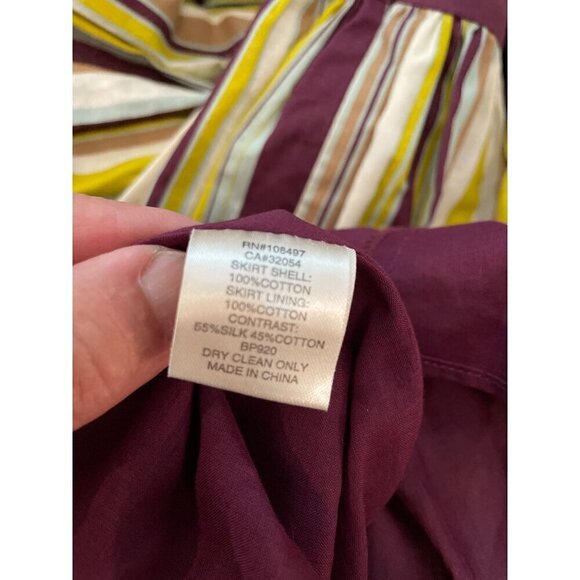 RN#108497
CA#32054
SKIRT SHELL:
100%COTTON
SKIRT LINING:
100%COTTON
CONTRAST:
55%SILK 45%COTTON
BP920
DRY CLEAN ONLY
MADE IN CHINA